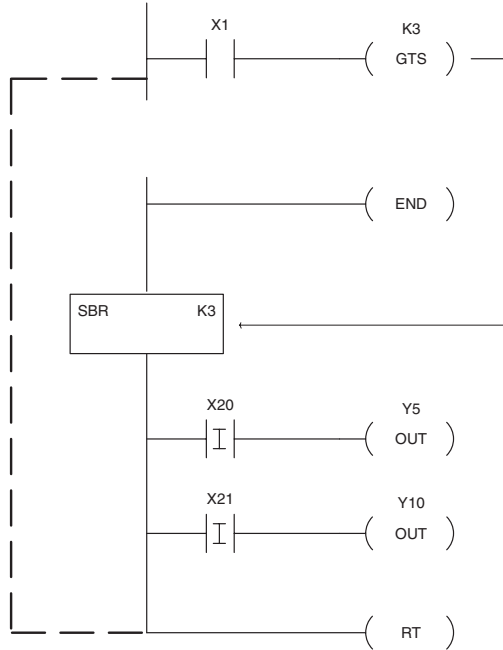 X1 K3
GTS
END
SBR K3
X20 Y5
I OUT
X21 Y10
I OUT
RT